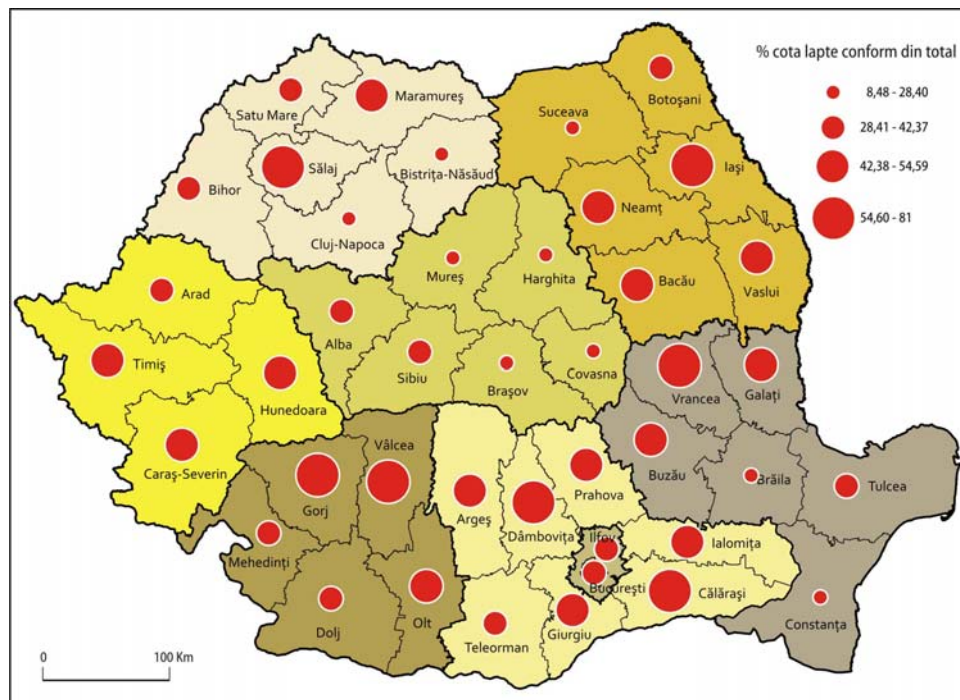 % cota lapte conform din total
8,48 - 28,40
28,41 - 42,37
42,38 - 54,59
54,60 - 81
Botoşani
Maramureş
Satu Mare
Suceava
Iaşi
Sălaj
Bistriţa-Năsăud
Bihor
Neamţ
Cluj-Napoca
Mureş
Harghita
Bacău
Vaslui
Arad
Alba
Timiş
Sibiu
Covasna
Braşov
Vrancea
Galaţi
Hunedoara
Vâlcea
Caraş-Severin
Buzău
Brăila
Tulcea
Prahova
Gorj
Argeş
Dâmboviţa
Ilfov
Ialomiţa
Mehedinţi
Bucureşti
Călăraşi
Constanţa
Dolj
Olt
Giurgiu
Teleorman
0
100 Km